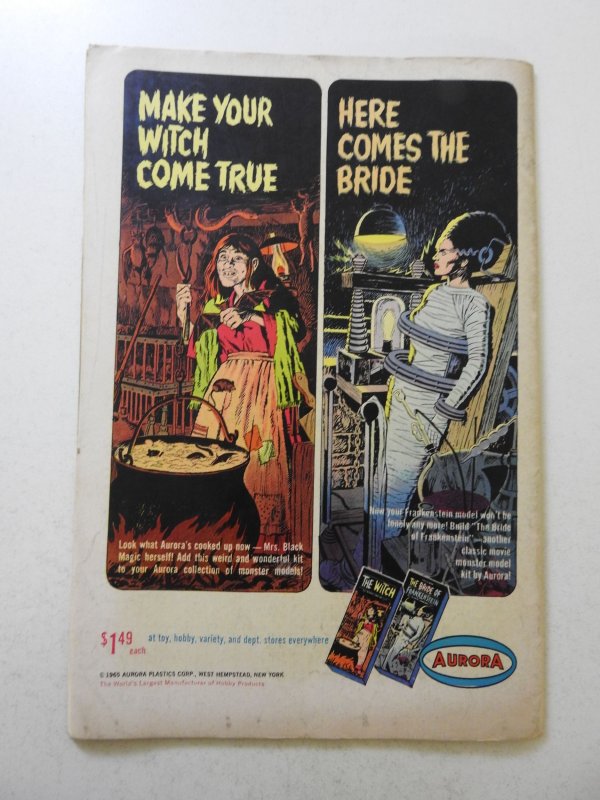 MAKE YOUR
WITCH
COME TRUE
Look what Aurora's cooked up now — Mrs. Black
Magic herself! Add this weird and wonderful kit
to your Aurora collection of monster models!
HERE
COMES THE
BRIDE
Now your Frankenstein model won't be
lonely any more! Build "The Bride
of Frankenstein"—another
classic movie
monster model
kit by Aurora!
THE WITCH
THE BRIDE OF
FRANKENSTEIN
$1.49
each
at toy, hobby, variety, and dept. stores everywhere
AURORA
© 1965 AURORA PLASTICS CORP., WEST HEMPSTEAD, NEW YORK
The World's Largest Manufacturer of Hobby Products